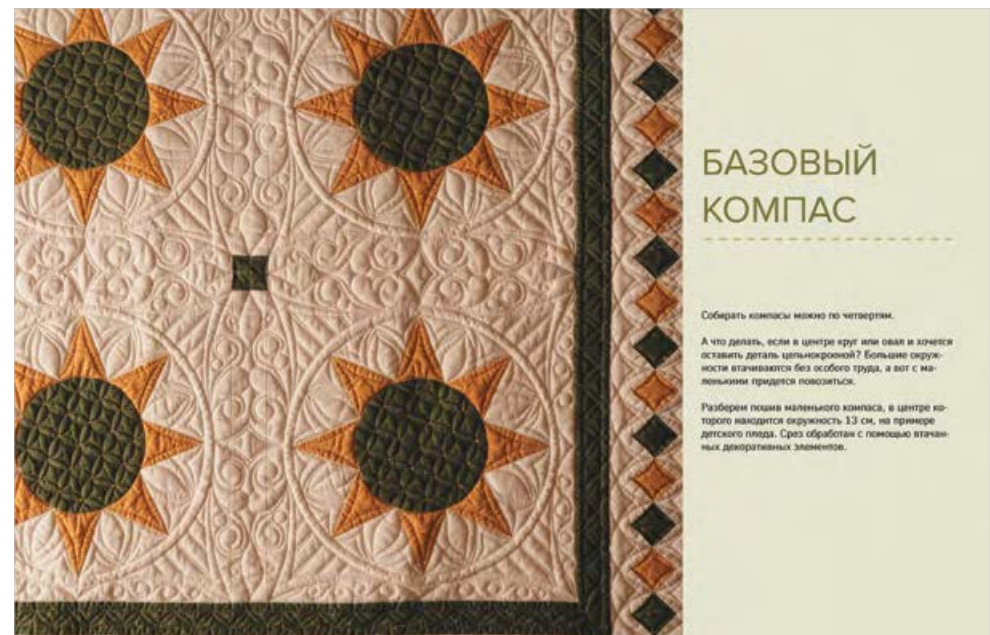 БАЗОВЫЙ
КОМПАС
Собирать компасы можно по четвертям.
А что делать, если в центре круг или овал и хочется
оставить деталь цельнокроеной? Большие окруж-
ности втачиваются без особого труда, а вот с ма-
ленькими придется повозиться.
Разберем пошив маленького компаса, в центре ко-
торого находится окружность 13 см, на примере
детского пледа. Срез обработан с помощью втачан-
ных декоративных элементов.